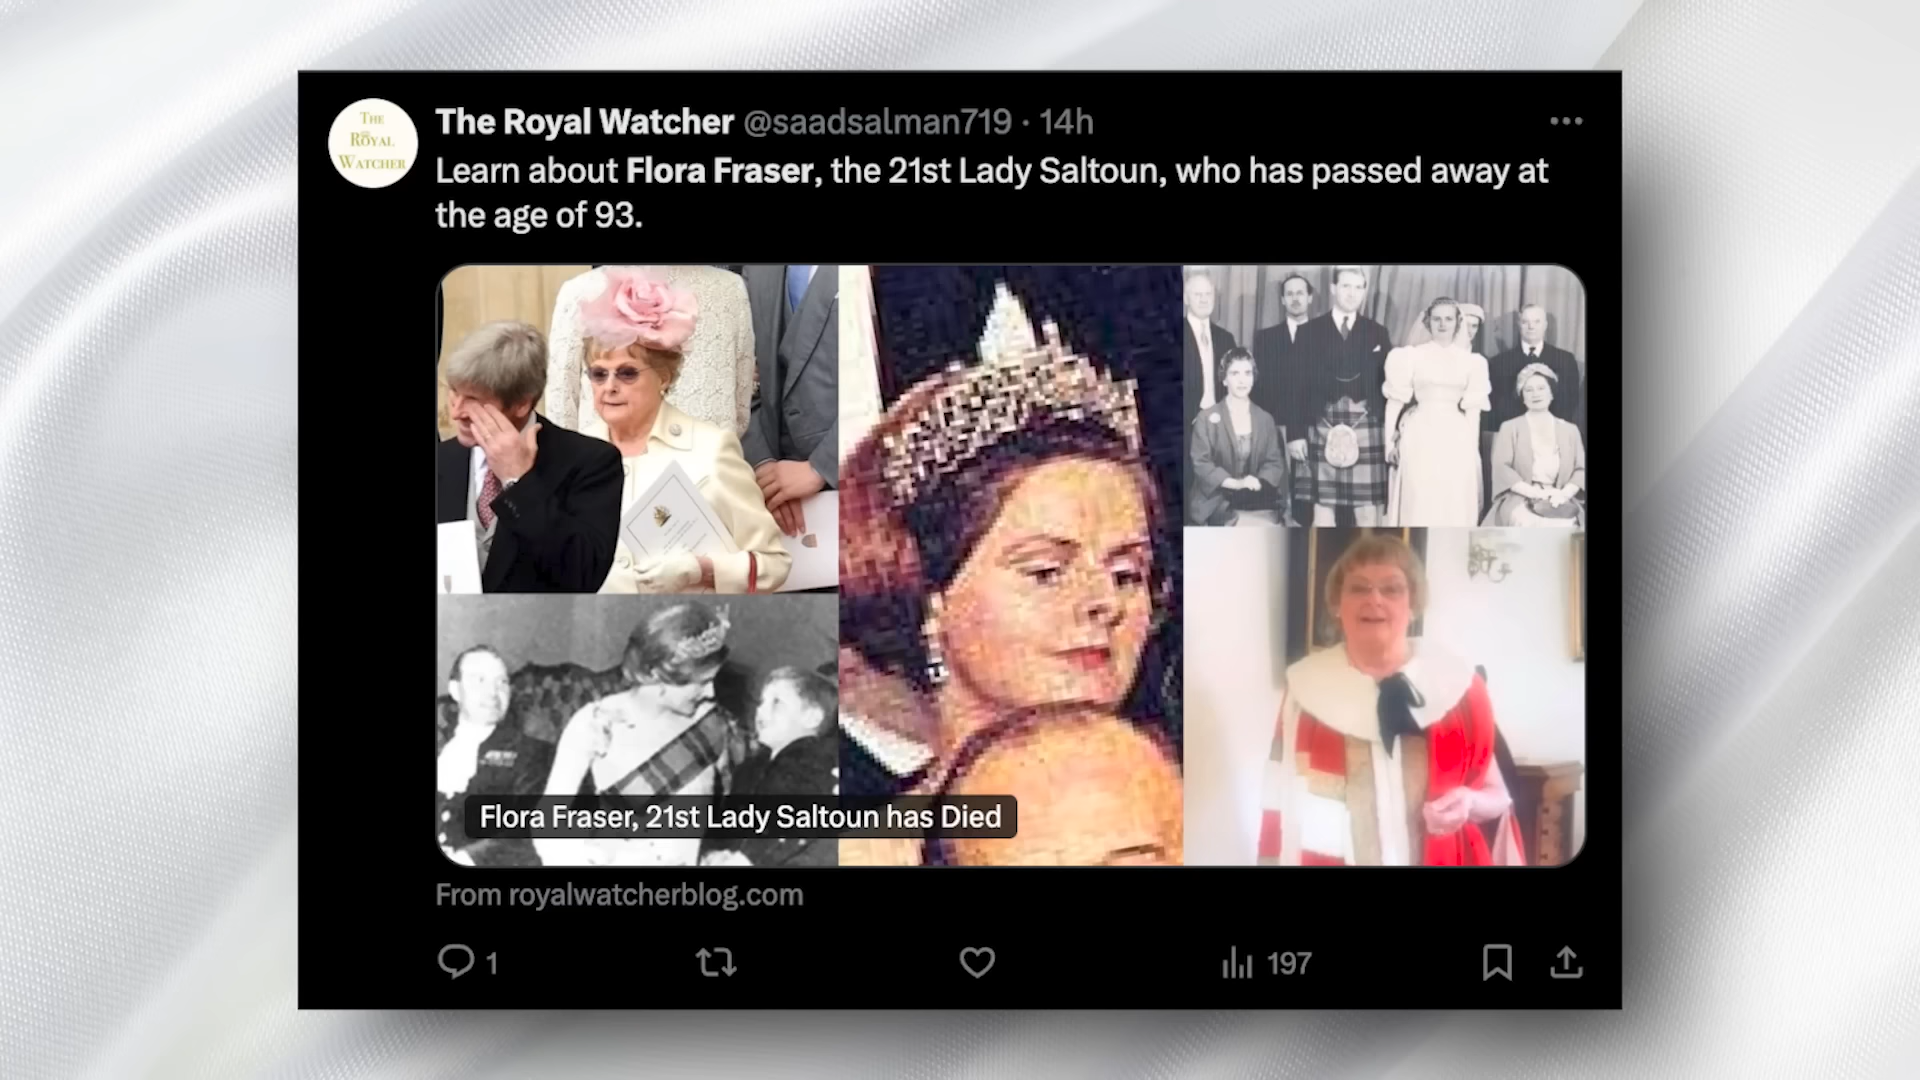 THE
ROYAL
WATCHER
The Royal Watcher @saadsalman719 · 14h
Learn about Flora Fraser, the 21st Lady Saltoun, who has passed away at
the age of 93.
Flora Fraser, 21st Lady Saltoun has Died
From royalwatcherblog.com
1
197